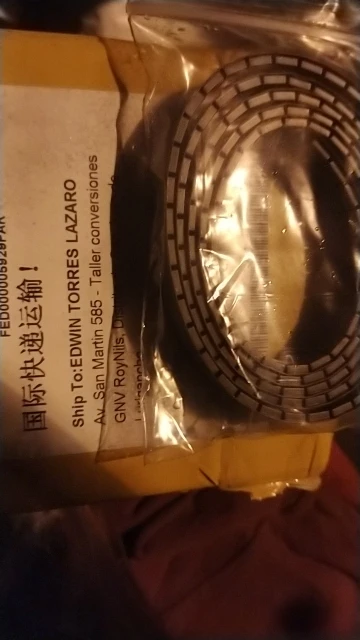 国际快递运输!
Ship To:EDWIN TORRES LAZARO
Av. San Martin 585 - Taller conversiones
GNV RoyNils,